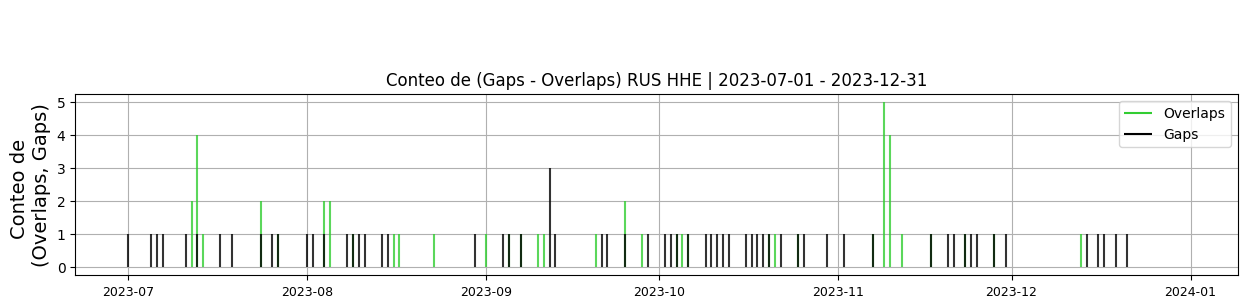 Conteo de (Gaps - Overlaps) RUS HHE | 2023-07-01 - 2023-12-31
Conteo de
(Overlaps, Gaps)
5
4
3
2
1
0
Overlaps
Gaps
2023-07
2023-08
2023-09
2023-10
2023-11
2023-12
2024-01